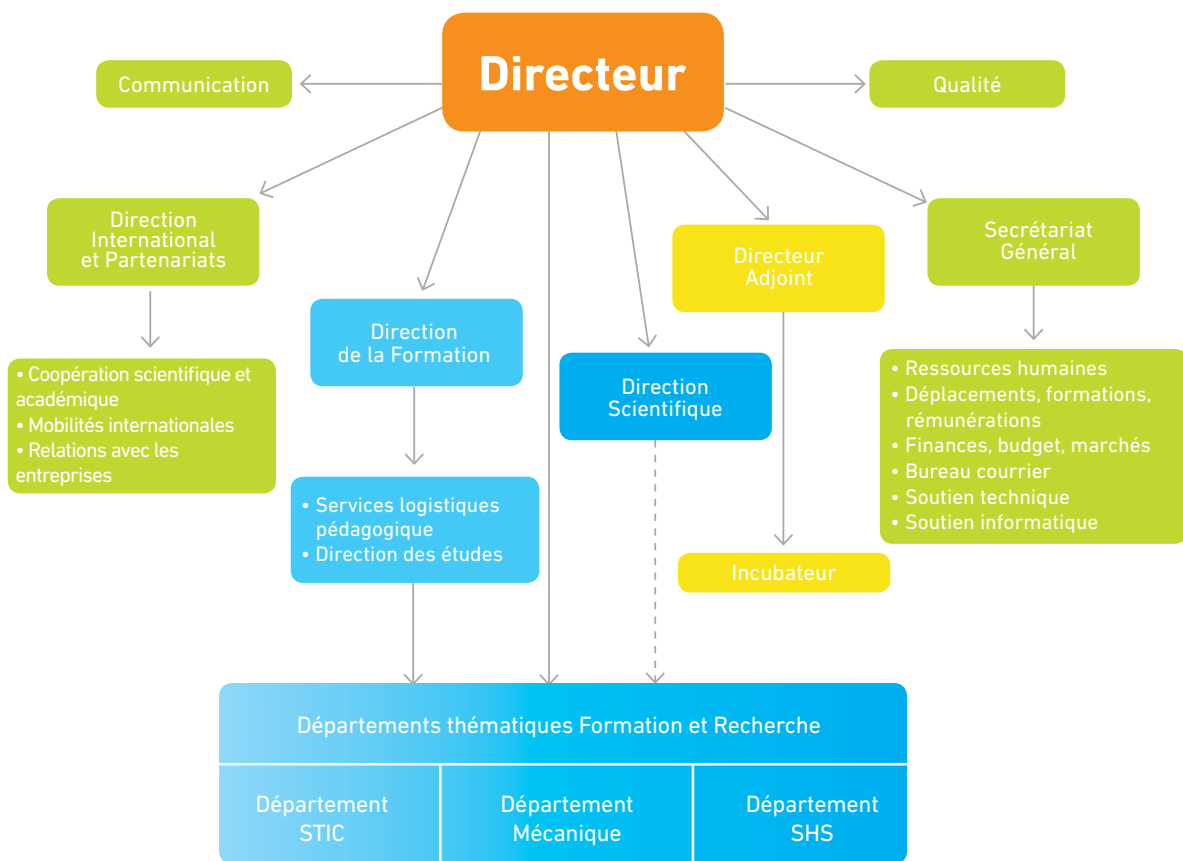 Directeur
Communication
Qualité
Direction
International
et Partenariats
Directeur
Adjoint
Secrétariat
Général
Direction
de la Formation
Direction
Scientifique
• Coopération scientifique et
académique
• Mobilités internationales
• Relations avec les
entreprises
• Ressources humaines
• Déplacements, formations,
rémunérations
• Finances, budget, marchés
• Bureau courrier
• Soutien technique
• Soutien informatique
• Services logistiques
pédagogique
• Direction des études
Incubateur
Départements thématiques Formation et Recherche
Département
STIC
Département
Mécanique
Département
SHS